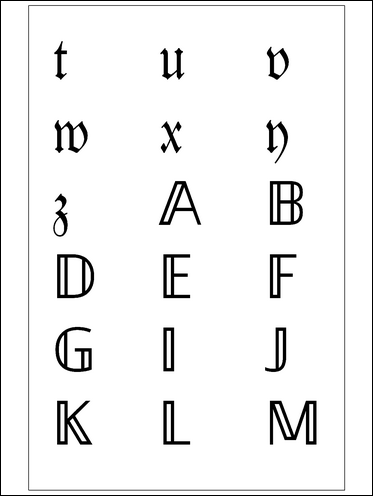 𝔱 𝔲 𝔳
𝔴 𝔵 𝔶
𝔷 𝔸 𝔹
𝔻 𝔼 𝔽
𝔾 𝕀 𝕁
𝕂 𝕃 𝕄